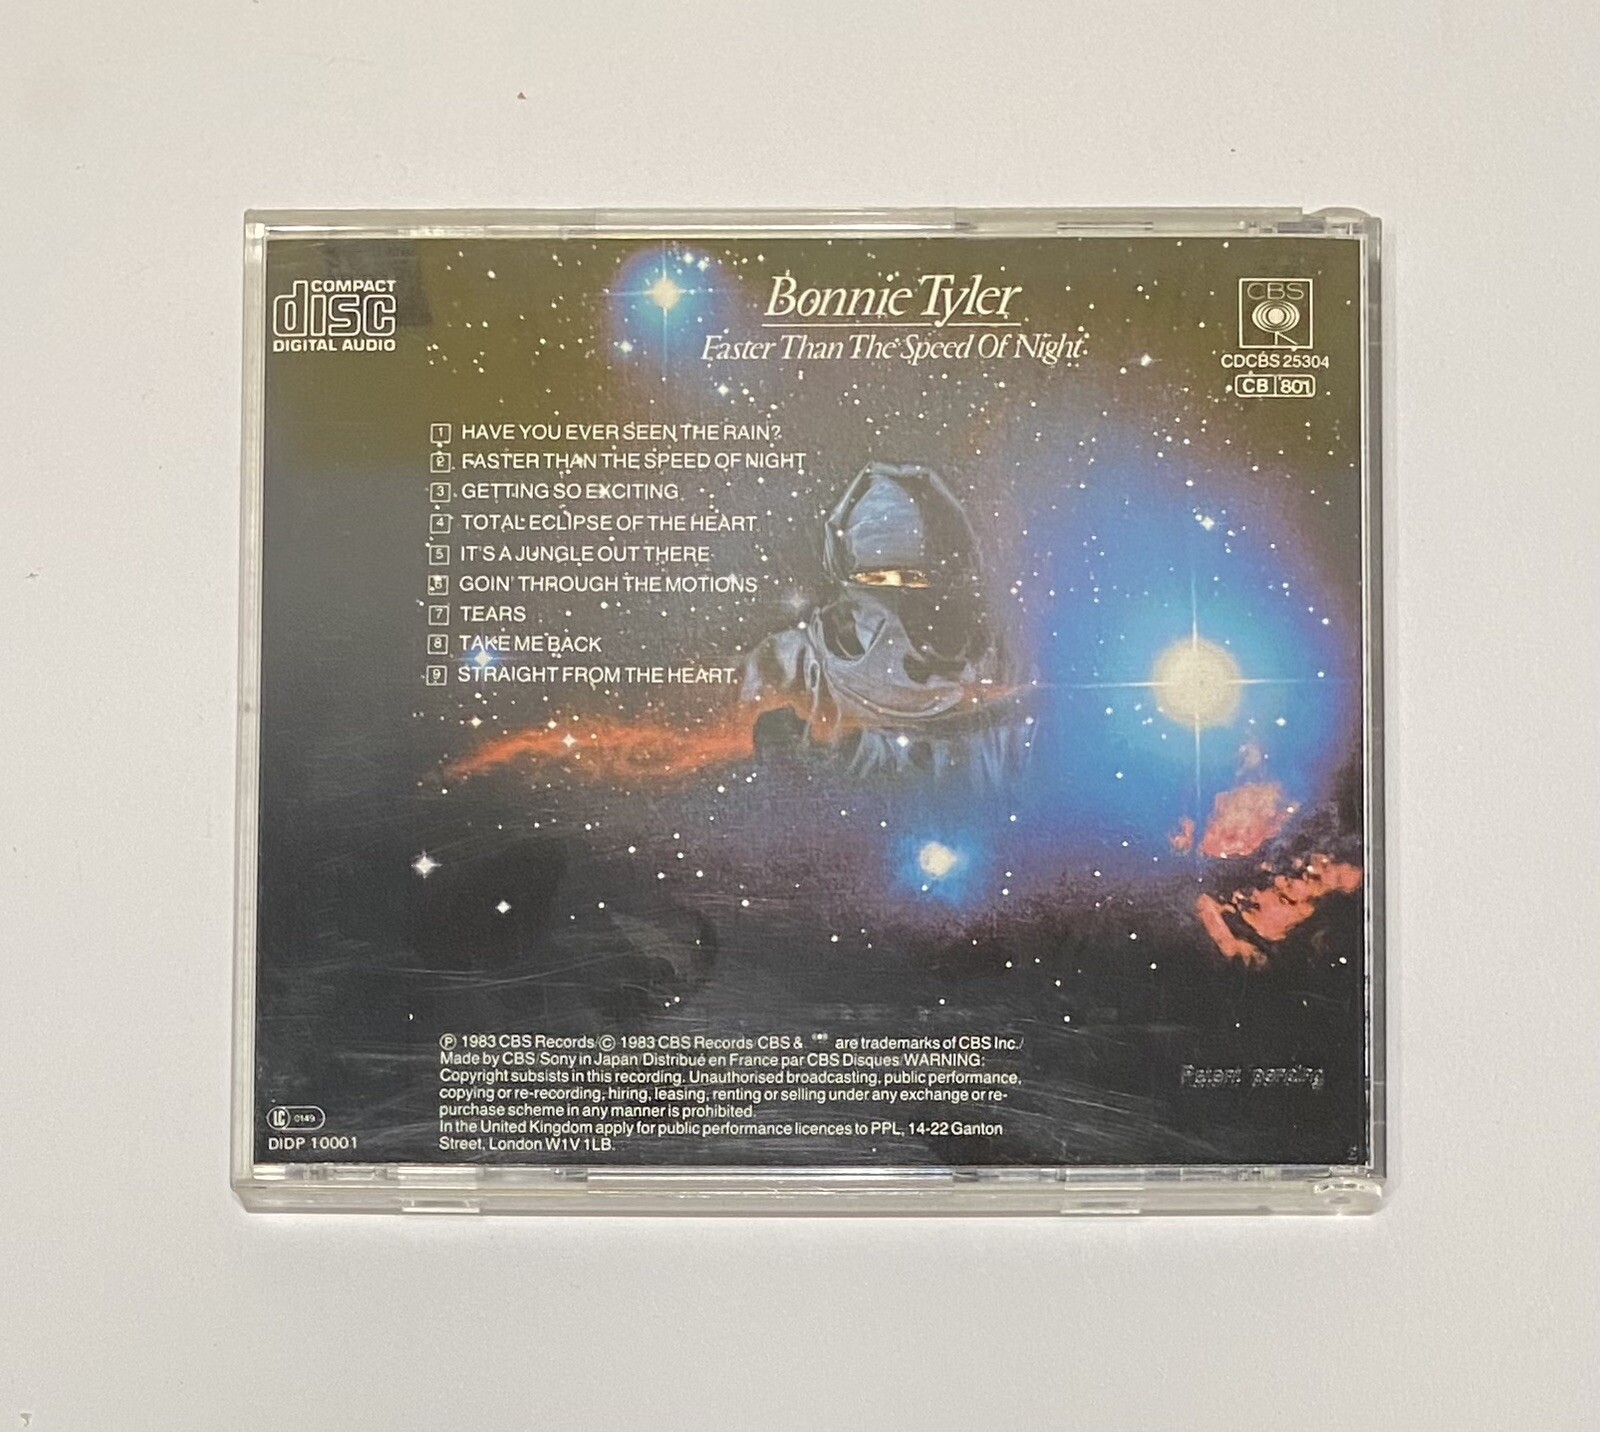 COMPACT
disc
DIGITAL AUDIO
Bonnie Tyler
Faster Than The Speed Of Night
CBS
CDCBS 25304
CB 801
1 HAVE YOU EVER SEEN THE RAIN?
2 FASTER THAN THE SPEED OF NIGHT
3 GETTING SO EXCITING
4 TOTAL ECLIPSE OF THE HEART
5 IT'S A JUNGLE OUT THERE
6 GOIN' THROUGH THE MOTIONS
7 TEARS
8 TAKE ME BACK
9 STRAIGHT FROM THE HEART
℗ 1983 CBS Records/© 1983 CBS Records/CBS & are trademarks of CBS Inc./
Made by CBS/Sony in Japan/Distribué en France par CBS Disques/WARNING:
Copyright subsists in this recording. Unauthorised broadcasting, public performance,
copying or re-recording, hiring, leasing, renting or selling under any exchange or re-
purchase scheme in any manner is prohibited.
In the United Kingdom apply for public performance licences to PPL, 14-22 Ganton
Street, London W1V 1LB.
Patent pending
LC 0149
DIDP 10001